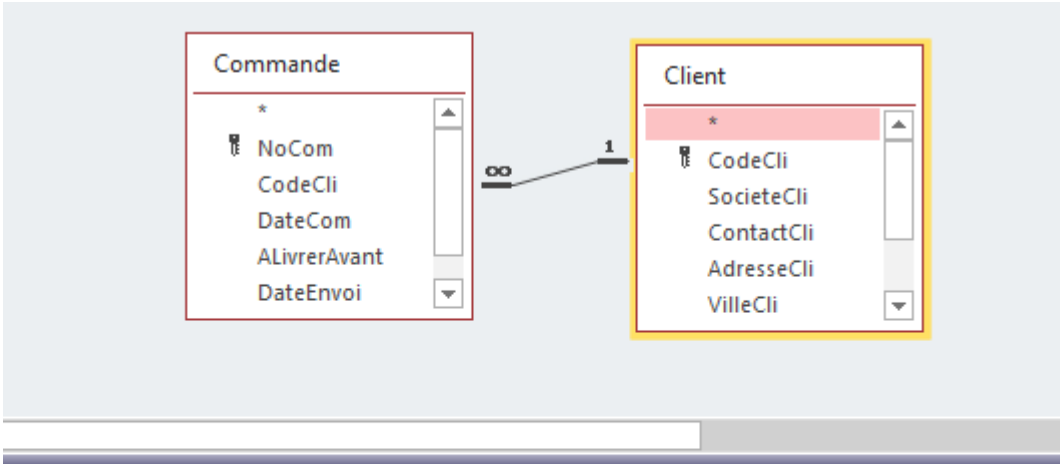 Commande
*
NoCom
CodeCli
DateCom
ALivrerAvant
DateEnvoi
∞
1
Client
*
CodeCli
SocieteCli
ContactCli
AdresseCli
VilleCli